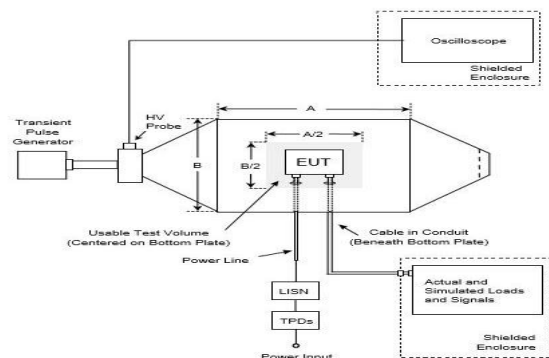 Oscilloscope
Shielded
Enclosure
A
HV
Probe
Transient
Pulse
Generator
A/2
B
B/2
EUT
Usable Test Volume
(Centered on Bottom Plate)
Cable in Conduit
(Beneath Bottom Plate)
Power Line
Actual and
Simulated Loads
and Signals
LISN
TPDs
Shielded
Enclosure
Power Input